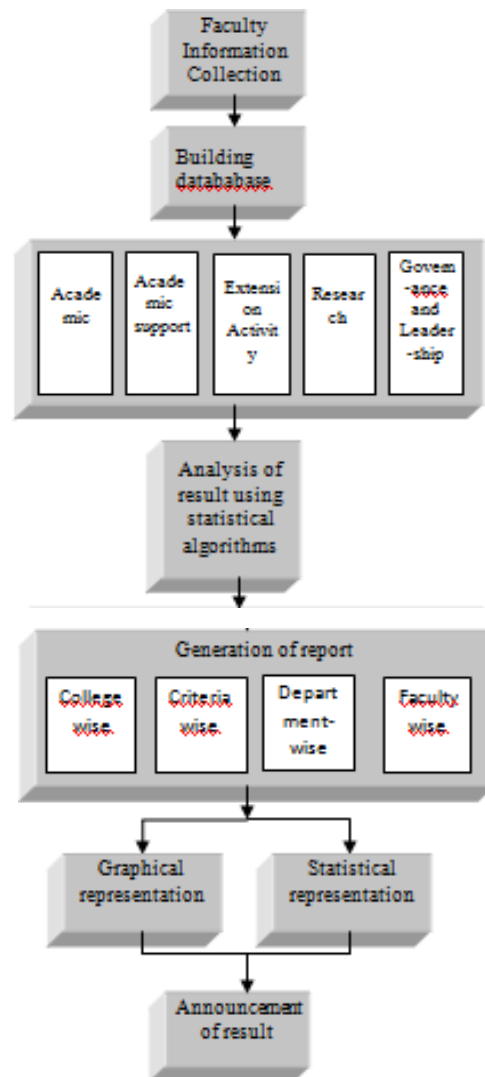 Faculty
Information
Collection
Building
datababase
Acade
mic
Academic
mic
support
Extensi
on
Activit
y
Resear
ch
Govern
-ance
and
Leader
-ship
Analysis of
result using
statistical
algorithms
Generation of report
College
wise
Criteria
wise
Depart
ment-
wise
Faculty
wise
Graphical
representation
Statistical
representation
Announcement
of result